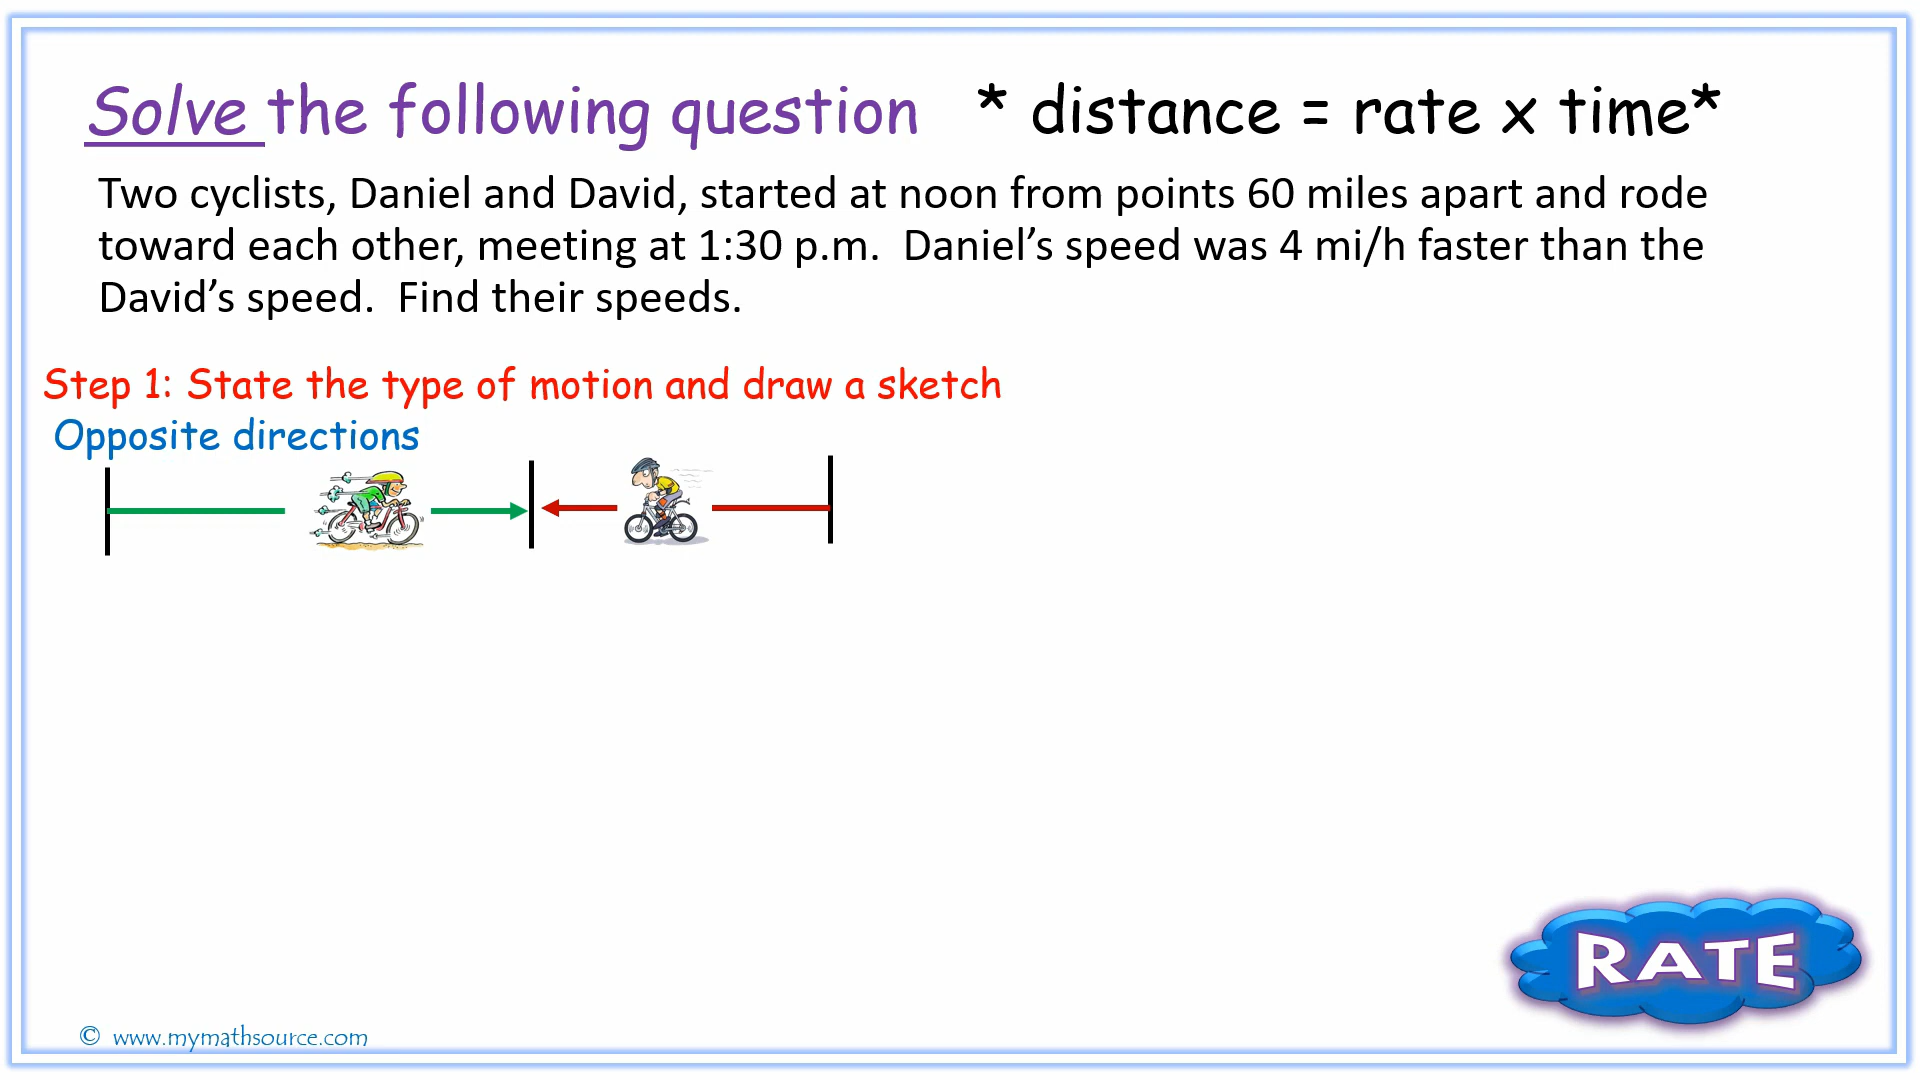 Solve the following question * distance = rate x time*
Two cyclists, Daniel and David, started at noon from points 60 miles apart and rode
toward each other, meeting at 1:30 p.m. Daniel’s speed was 4 mi/h faster than the
David’s speed. Find their speeds.
Step 1: State the type of motion and draw a sketch
Opposite directions
RATE
© www.mymathsource.com